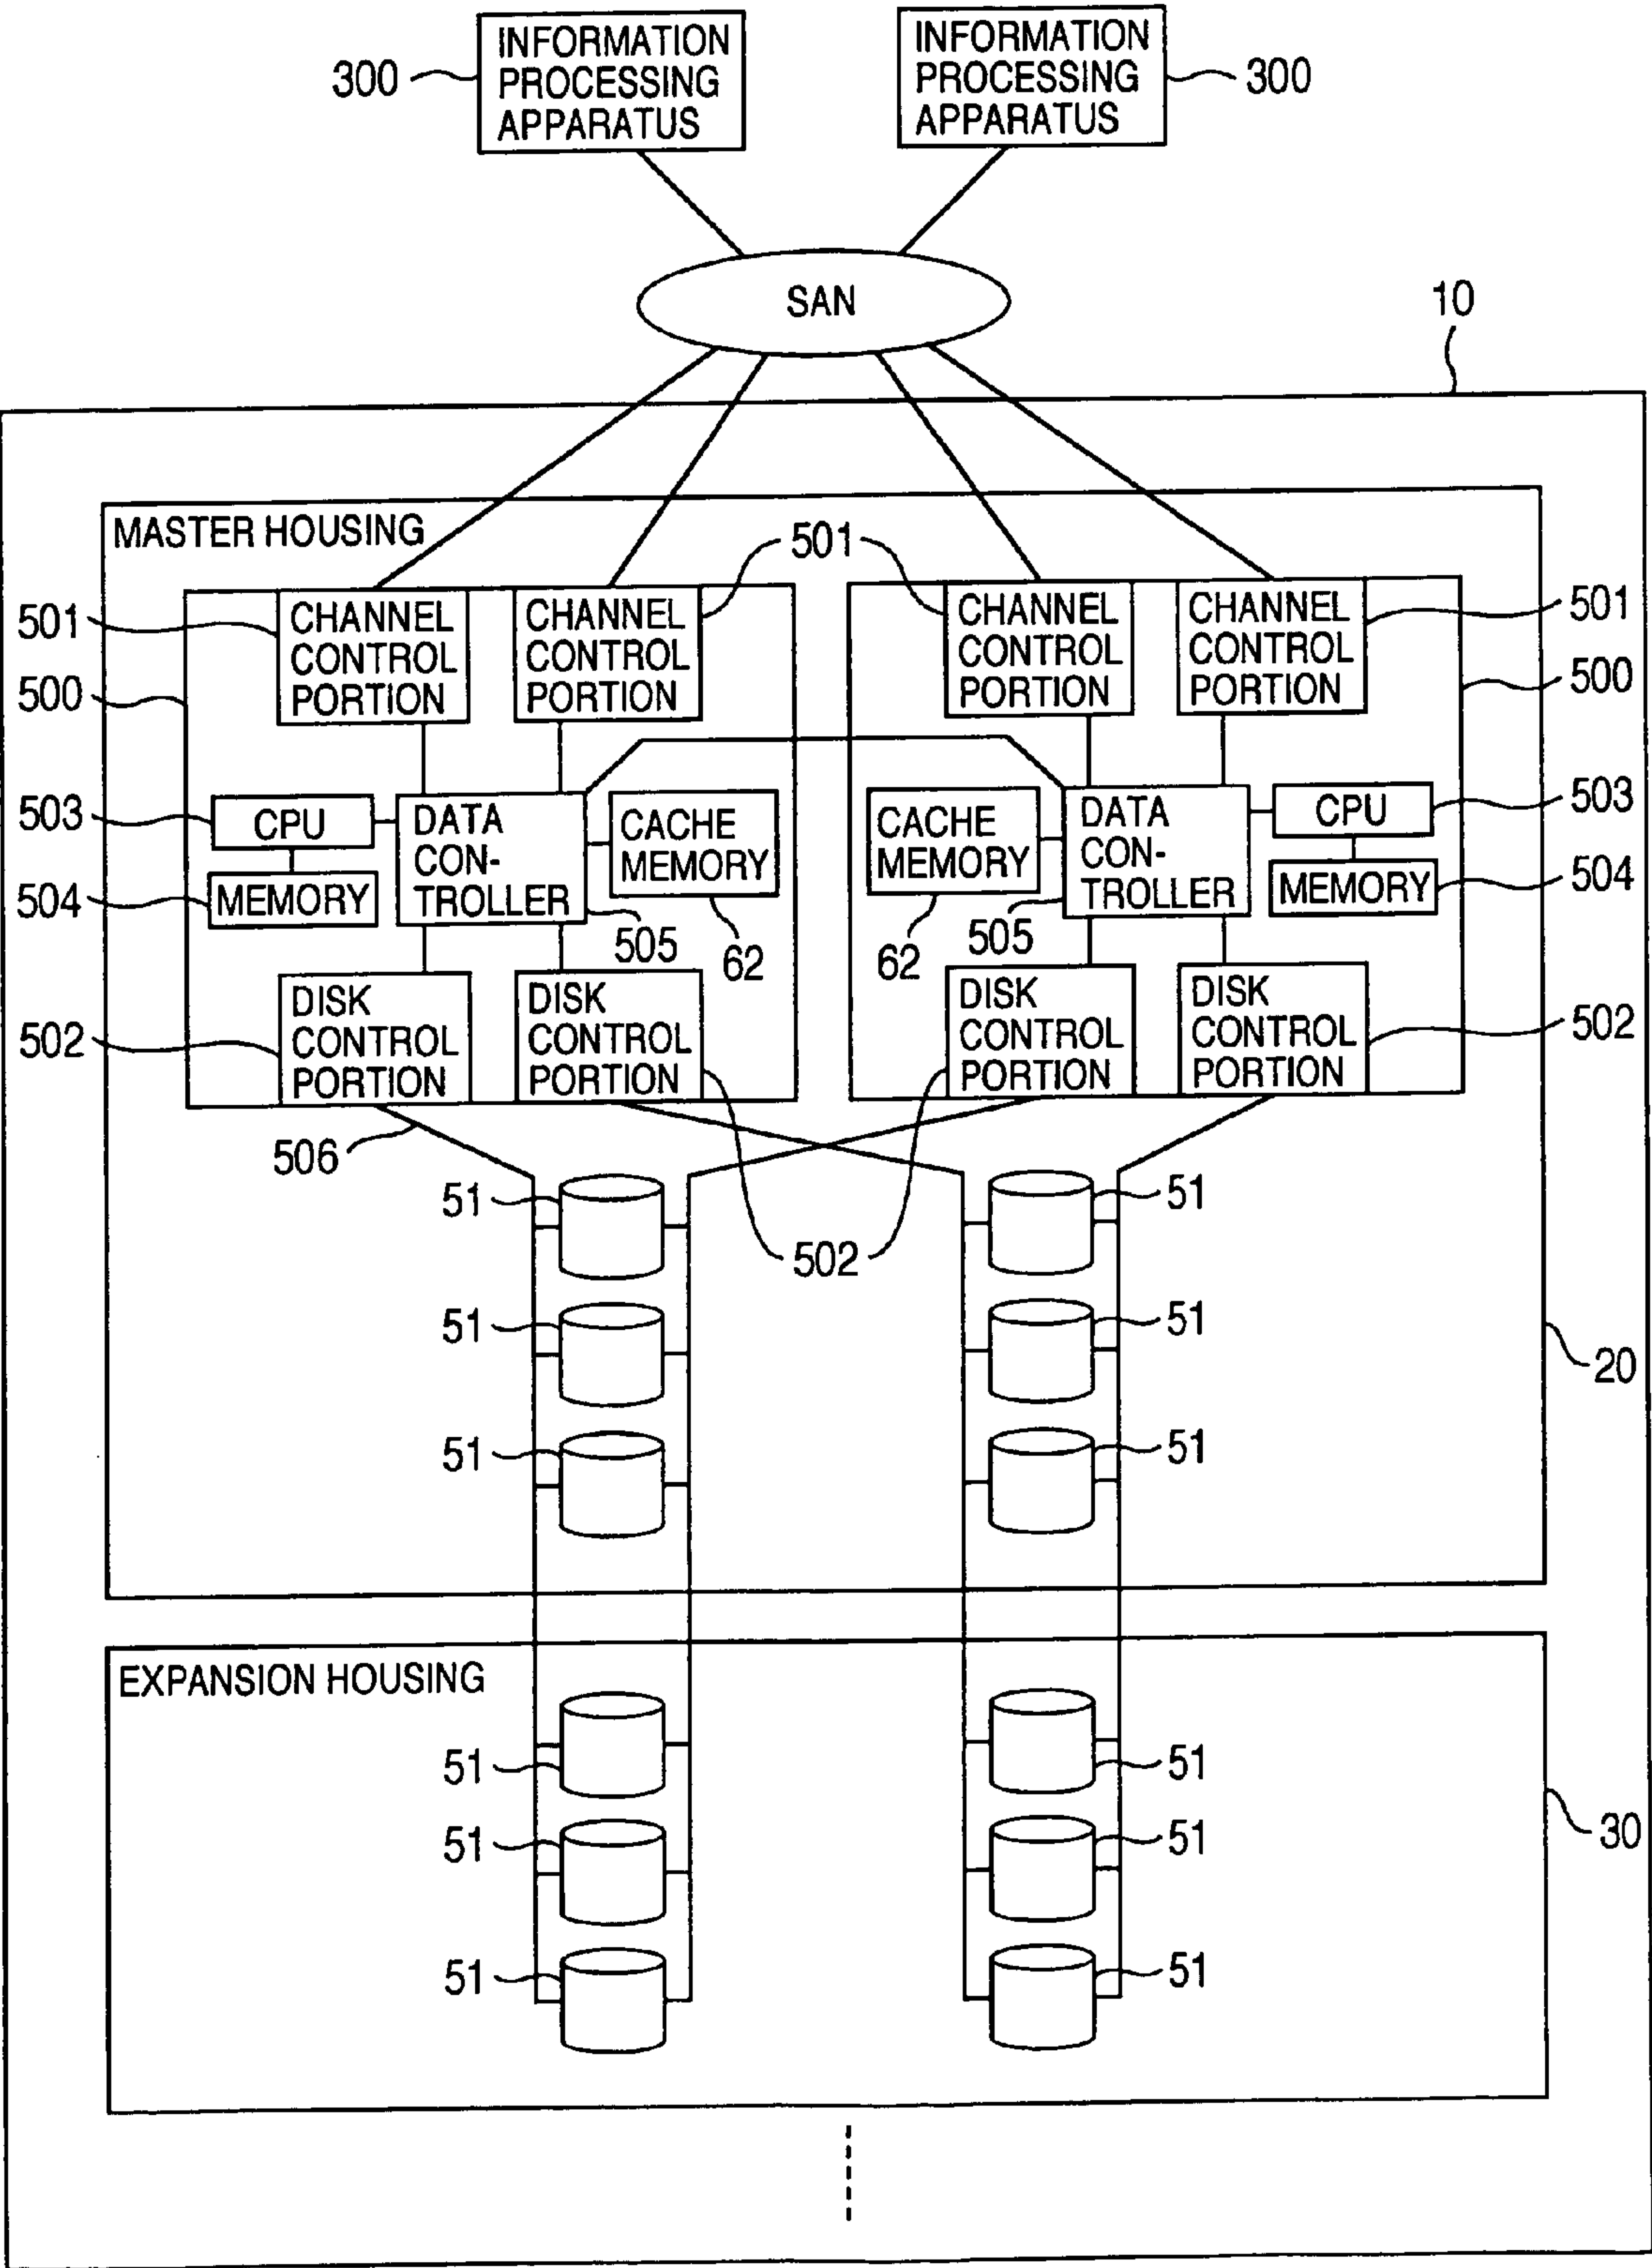 INFORMATION
PROCESSING
APPARATUS
300
INFORMATION
PROCESSING
APPARATUS
300
SAN
10
MASTER HOUSING
501
501
CHANNEL
CONTROL
PORTION
CHANNEL
CONTROL
PORTION
CHANNEL
CONTROL
PORTION
CHANNEL
CONTROL
PORTION
501
500
500
503
CPU
DATA
CON-
TROLLER
CACHE
MEMORY
CACHE
MEMORY
DATA
CON-
TROLLER
CPU
503
504
MEMORY
MEMORY
504
505
62
62
505
502
DISK
CONTROL
PORTION
DISK
CONTROL
PORTION
DISK
CONTROL
PORTION
DISK
CONTROL
PORTION
502
506
51
51
502
51
51
20
51
51
EXPANSION HOUSING
51
51
30
51
51
51
51